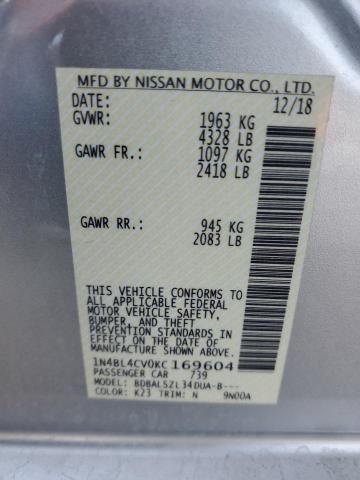 MFD BY NISSAN MOTOR CO., LTD.
DATE: 12/18
GVWR: 1963 KG
4328 LB
GAWR FR.: 1097 KG
2418 LB
GAWR RR.: 945 KG
2083 LB
THIS VEHICLE CONFORMS TO
ALL APPLICABLE FEDERAL
MOTOR VEHICLE SAFETY,
BUMPER, AND THEFT
PREVENTION STANDARDS IN
EFFECT ON THE DATE OF
MANUFACTURE SHOWN ABOVE.
1N4BL4CV0KC169604
PASSENGER CAR 739
MODEL: BDBALSZL34DUA-B---
COLOR: K23 TRIM: N 9N00A